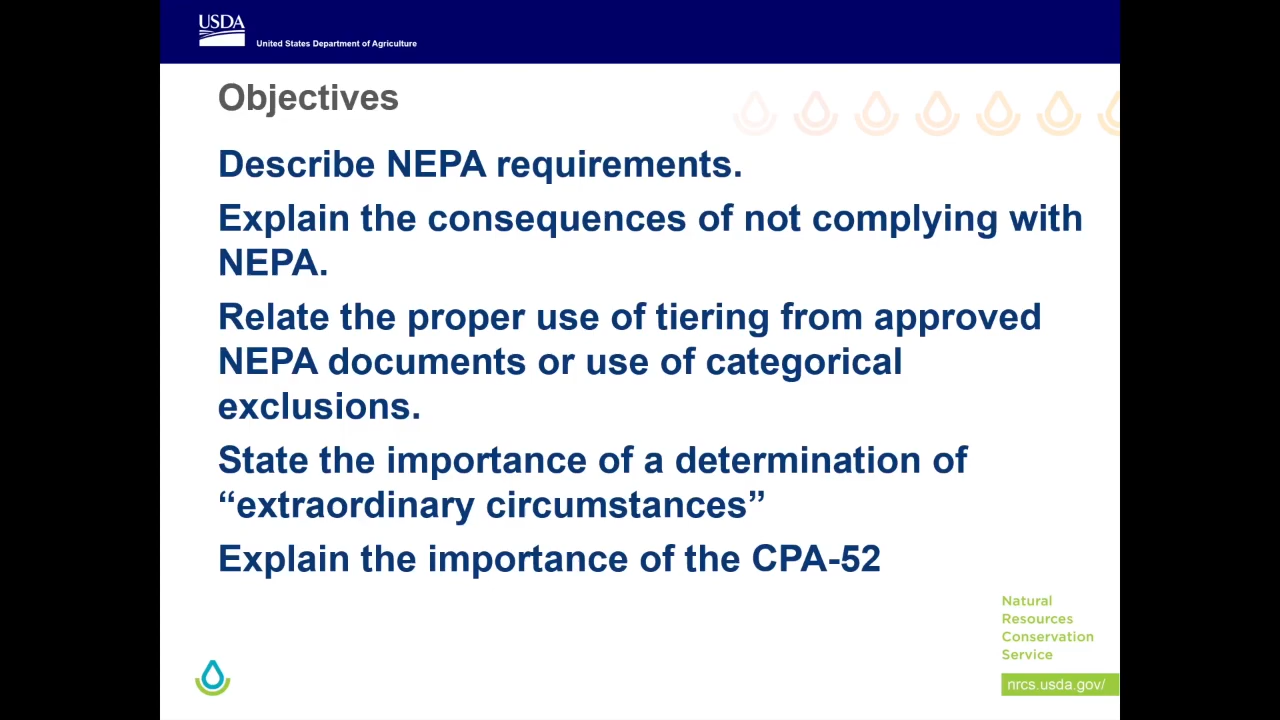 USDA
United States Department of Agriculture
Objectives
Describe NEPA requirements.
Explain the consequences of not complying with
NEPA.
Relate the proper use of tiering from approved
NEPA documents or use of categorical
exclusions.
State the importance of a determination of
“extraordinary circumstances”
Explain the importance of the CPA-52
Natural
Resources
Conservation
Service
nrcs.usda.gov/